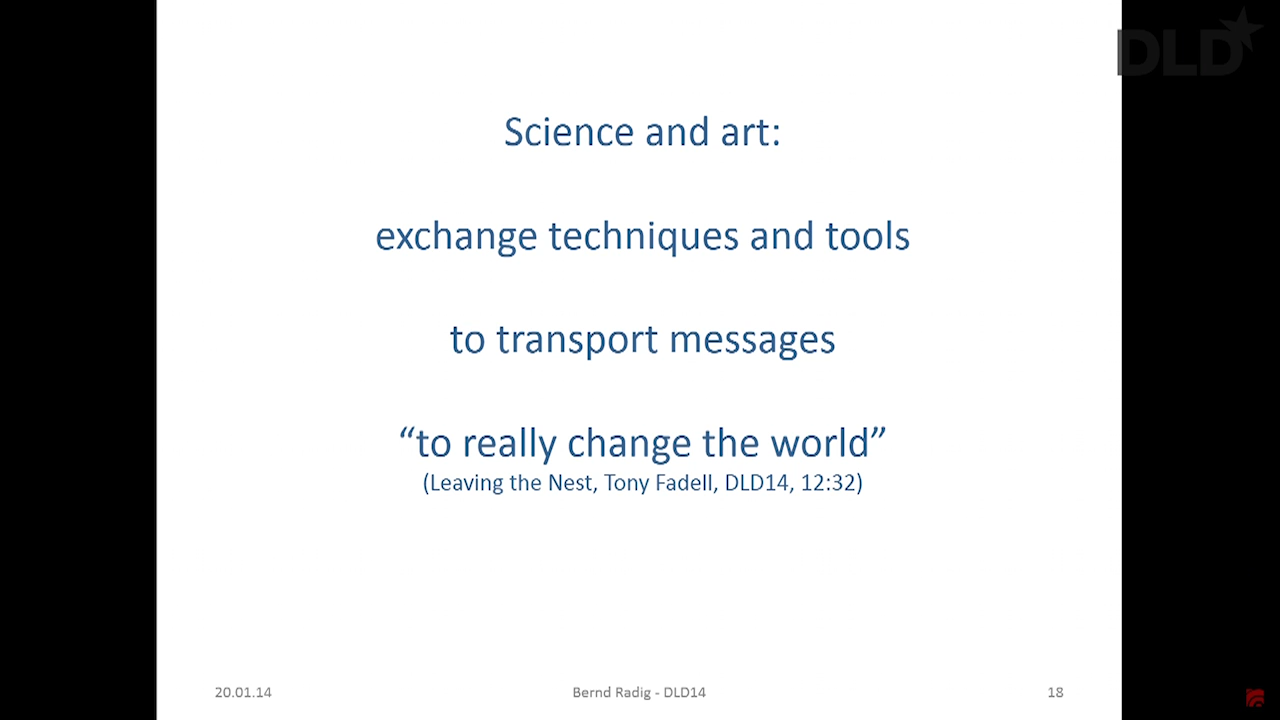 DLD
Science and art:
exchange techniques and tools
to transport messages
“to really change the world”
(Leaving the Nest, Tony Fadell, DLD14, 12:32)
20.01.14
Bernd Radig - DLD14
18